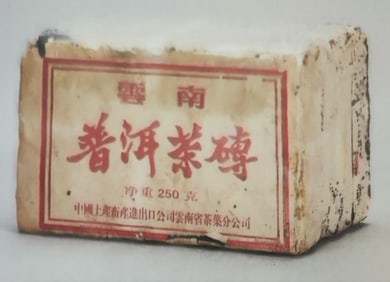 雲南
普洱茶磚
净重250克
中國土產畜產進出口公司雲南省茶葉分公司